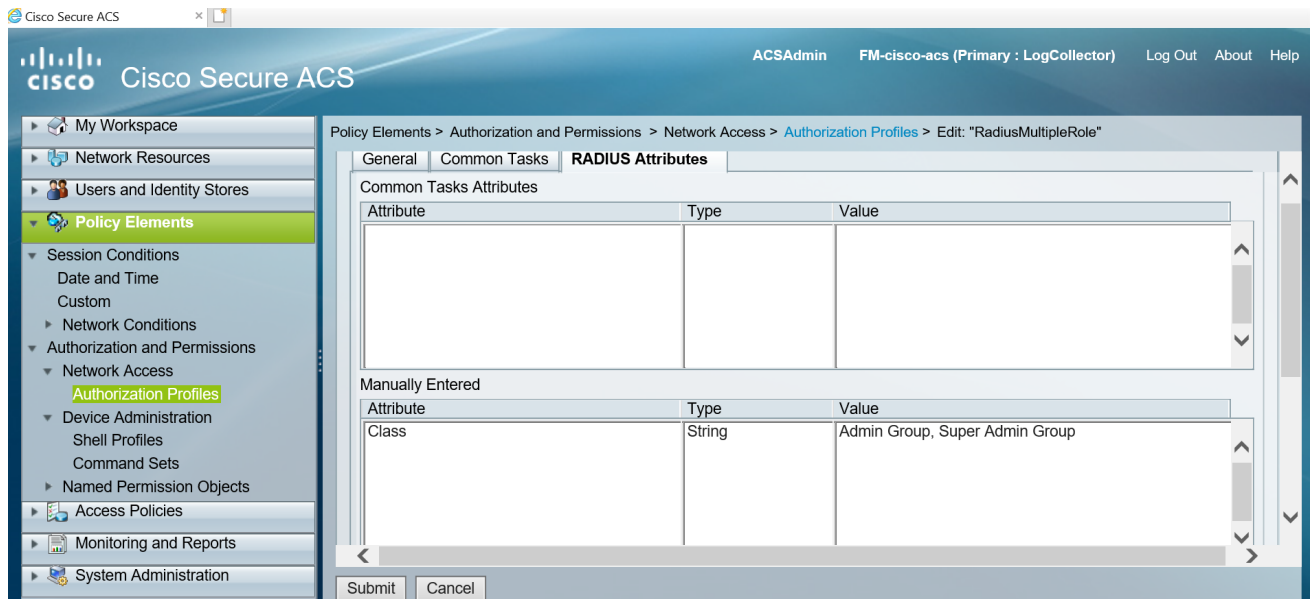 Cisco Secure ACS
cisco Cisco Secure ACS
ACSAdmin FM-cisco-acs (Primary : LogCollector) Log Out About Help
My Workspace
Network Resources
Users and Identity Stores
Policy Elements
Session Conditions
Date and Time
Custom
Network Conditions
Authorization and Permissions
Network Access
Authorization Profiles
Device Administration
Shell Profiles
Command Sets
Named Permission Objects
Access Policies
Monitoring and Reports
System Administration
Policy Elements > Authorization and Permissions > Network Access > Authorization Profiles > Edit: "RadiusMultipleRole"
General Common Tasks RADIUS Attributes
Common Tasks Attributes
Attribute Type Value
Manually Entered
Attribute Type Value
Class String Admin Group, Super Admin Group
Submit Cancel